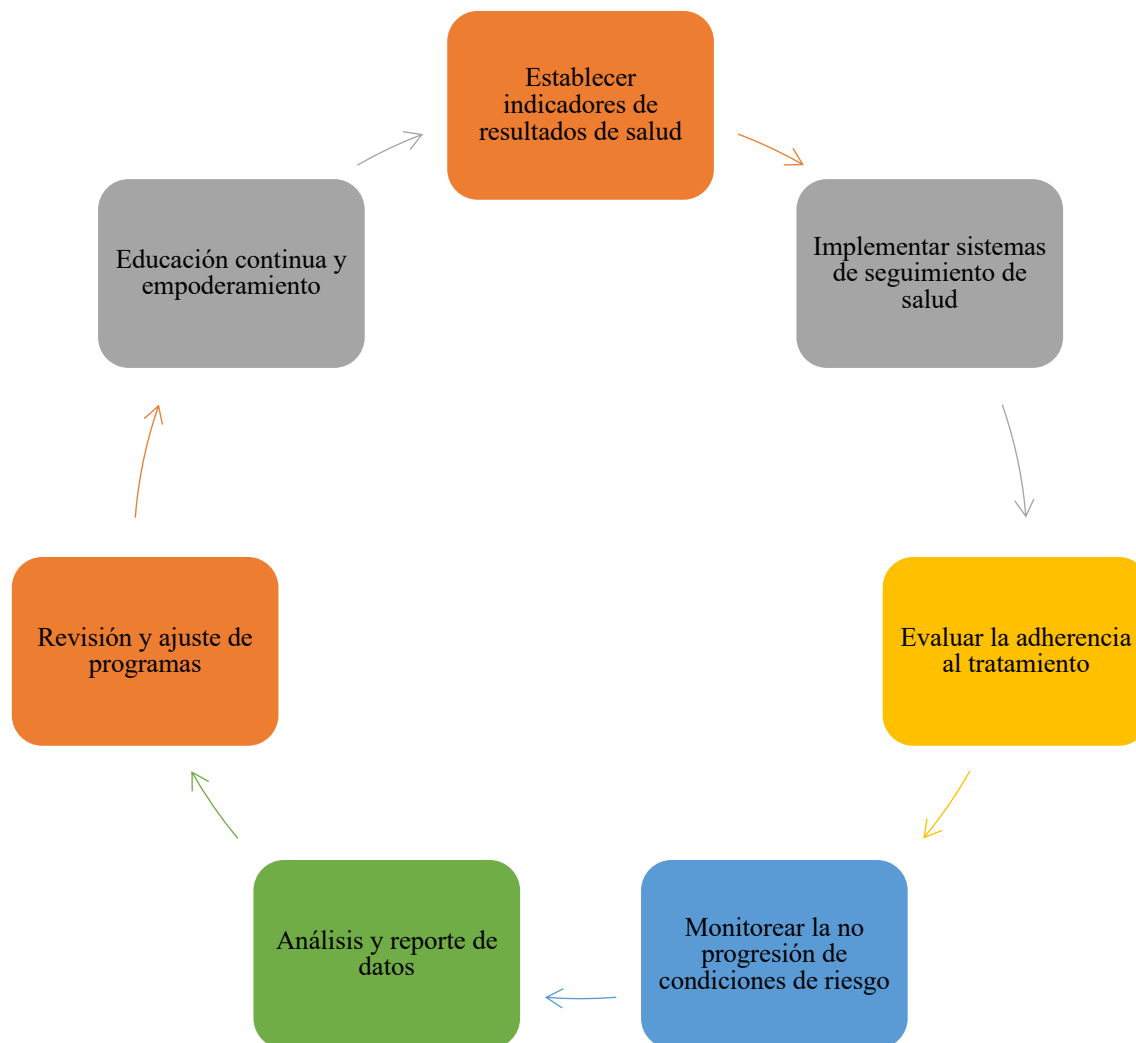 Establecer
indicadores de
resultados de salud
Implementar sistemas
de seguimiento de
salud
Evaluar la adherencia
al tratamiento
Monitorear la no
progresión de
condiciones de riesgo
Análisis y reporte de
datos
Revisión y ajuste de
programas
Educación continua y
empoderamiento